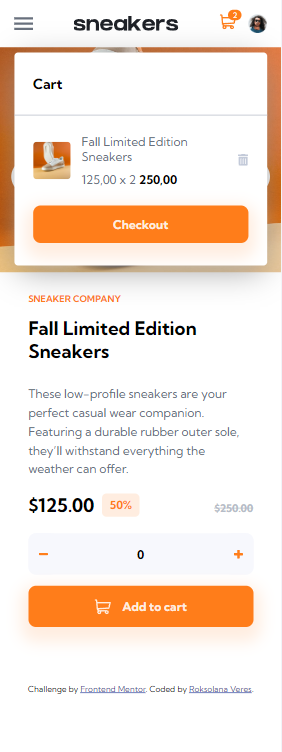 sneakers
2
Cart
Fall Limited Edition
Sneakers
125,00 x 2 250,00
Checkout
SNEAKER COMPANY
Fall Limited Edition
Sneakers
These low-profile sneakers are your
perfect casual wear companion.
Featuring a durable rubber outer sole,
they'll withstand everything the
weather can offer.
$125.00 50% $250.00
− 0 +
Add to cart
Challenge by Frontend Mentor. Coded by Roksolana Veres.